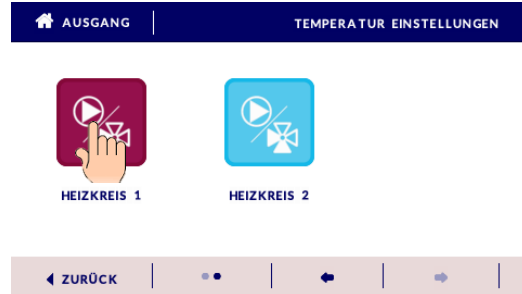 AUSGANG
TEMPERATUR EINSTELLUNGEN
HEIZKREIS 1
HEIZKREIS 2
ZURÜCK